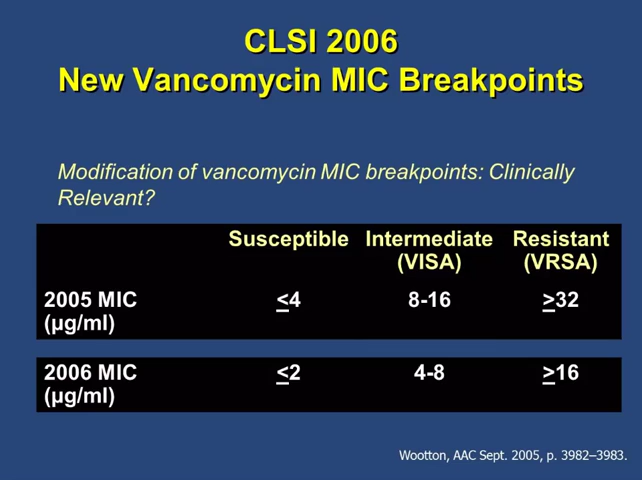 CLSI 2006
New Vancomycin MIC Breakpoints
Modification of vancomycin MIC breakpoints: Clinically
Relevant?
Susceptible Intermediate Resistant
(VISA) (VRSA)
2005 MIC ≤4 8-16 ≥32
(µg/ml)
2006 MIC ≤2 4-8 ≥16
(µg/ml)
Wootton, AAC Sept. 2005, p. 3982–3983.